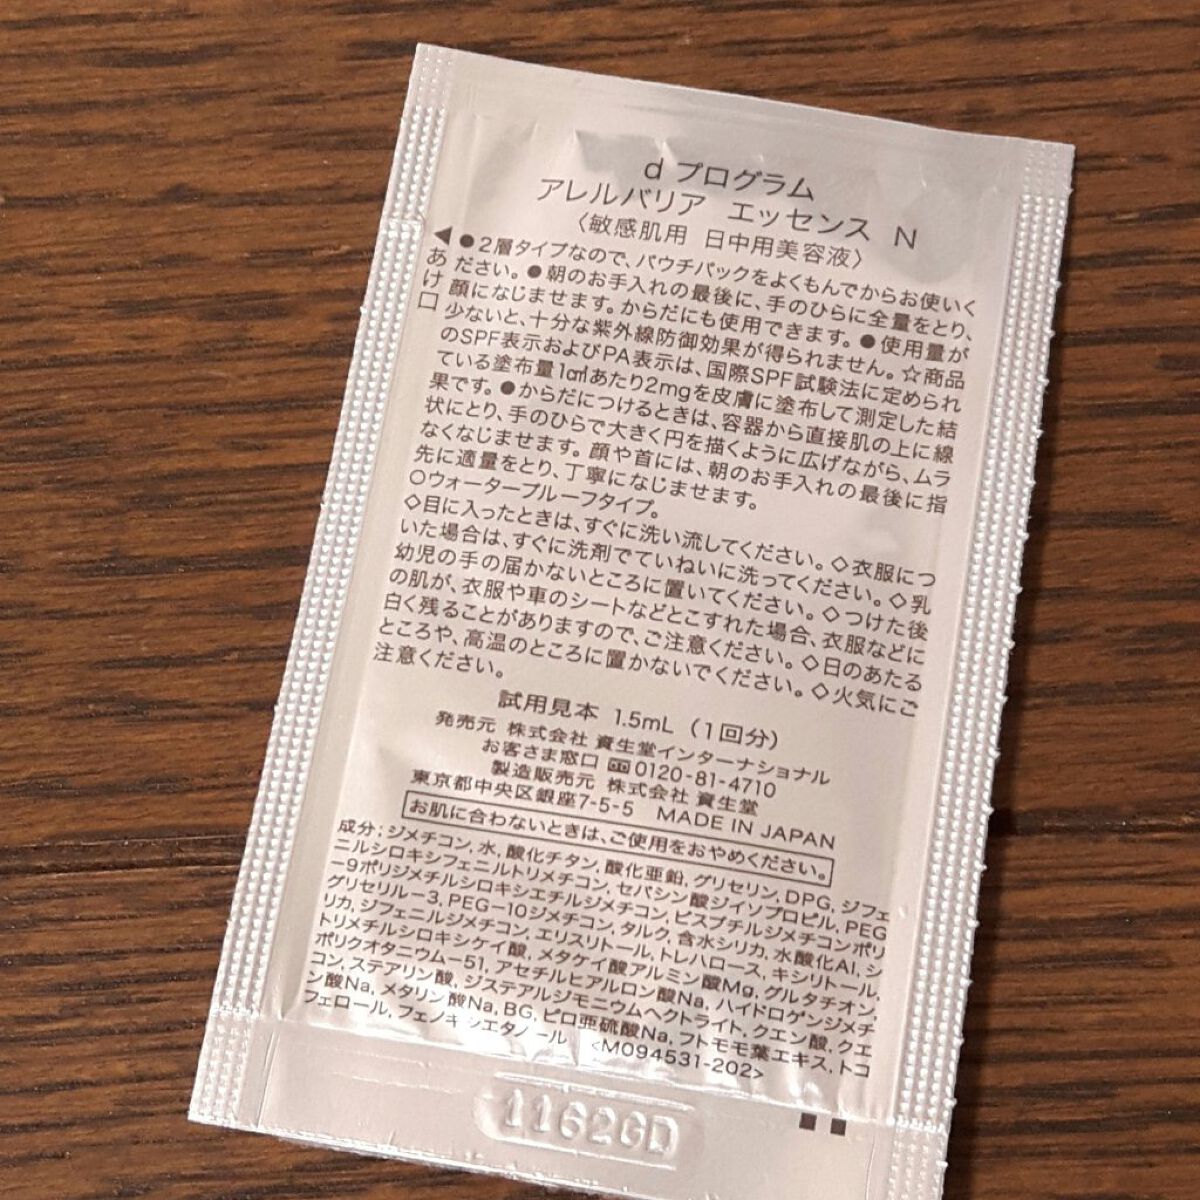 d プログラム
アレルバリア エッセンス N
〈敏感肌用 日中用美容液〉
◀あけ口
●2層タイプなので、パウチパックをよくもんでからお使いく
ださい。●朝のお手入れの最後に、手のひらに全量をとり、
顔になじませます。からだにも使用できます。●使用量が
少ないと、十分な紫外線防御効果が得られません。☆商品
のSPF表示およびPA表示は、国際SPF試験法に定められ
ている塗布量1c㎡あたり2mgを皮膚に塗布して測定した結
果です。●からだにつけるときは、容器から直接肌の上に線
状にとり、手のひらで大きく円を描くように広げながら、ムラ
なくなじませます。顔や首には、朝のお手入れの最後に指
先に適量をとり、丁寧になじませます。
○ウォータープルーフタイプ。
◇目に入ったときは、すぐに洗い流してください。◇衣服につ
いた場合は、すぐに洗剤でていねいに洗ってください。◇乳
幼児の手の届かないところに置いてください。◇つけた後
の肌が、衣服や車のシートなどとこすれた場合、衣服などに
白く残ることがありますので、ご注意ください。◇日のあたる
ところや、高温のところに置かないでください。◇火気にご
注意ください。
試用見本 1.5mL (1回分)
発売元 株式会社 資生堂インターナショナル
お客さま窓口 0120-81-4710
製造販売元 株式会社 資生堂
東京都中央区銀座7-5-5 MADE IN JAPAN
お肌に合わないときは、ご使用をおやめください。
成分;ジメチコン,水,酸化チタン,酸化亜鉛,グリセリン,DPG,ジフェ
ニルシロキシフェニルトリメチコン,セバシン酸ジイソプロピル,PEG
-9ポリジメチルシロキシエチルジメチコン,ビスブチルジメチコンポリ
グリセリル-3,PEG-10ジメチコン,タルク,含水シリカ,水酸化Al,シ
リカ,ジフェニルジメチコン,エリスリトール,トレハロース,キシリトール,
トリメチルシロキシケイ酸,メタケイ酸アルミン酸Mg,グルタチオン,
ポリクオタニウム-51,アセチルヒアルロン酸Na,ハイドロゲンジメチ
コン,ステアリン酸,ジステアルジモニウムヘクトライト,クエン酸,クエ
ン酸Na,メタリン酸Na,BG,ピロ亜硫酸Na,フトモモ葉エキス,トコ
フェロール,フェノキシエタノール <M094531-202>
1162GD